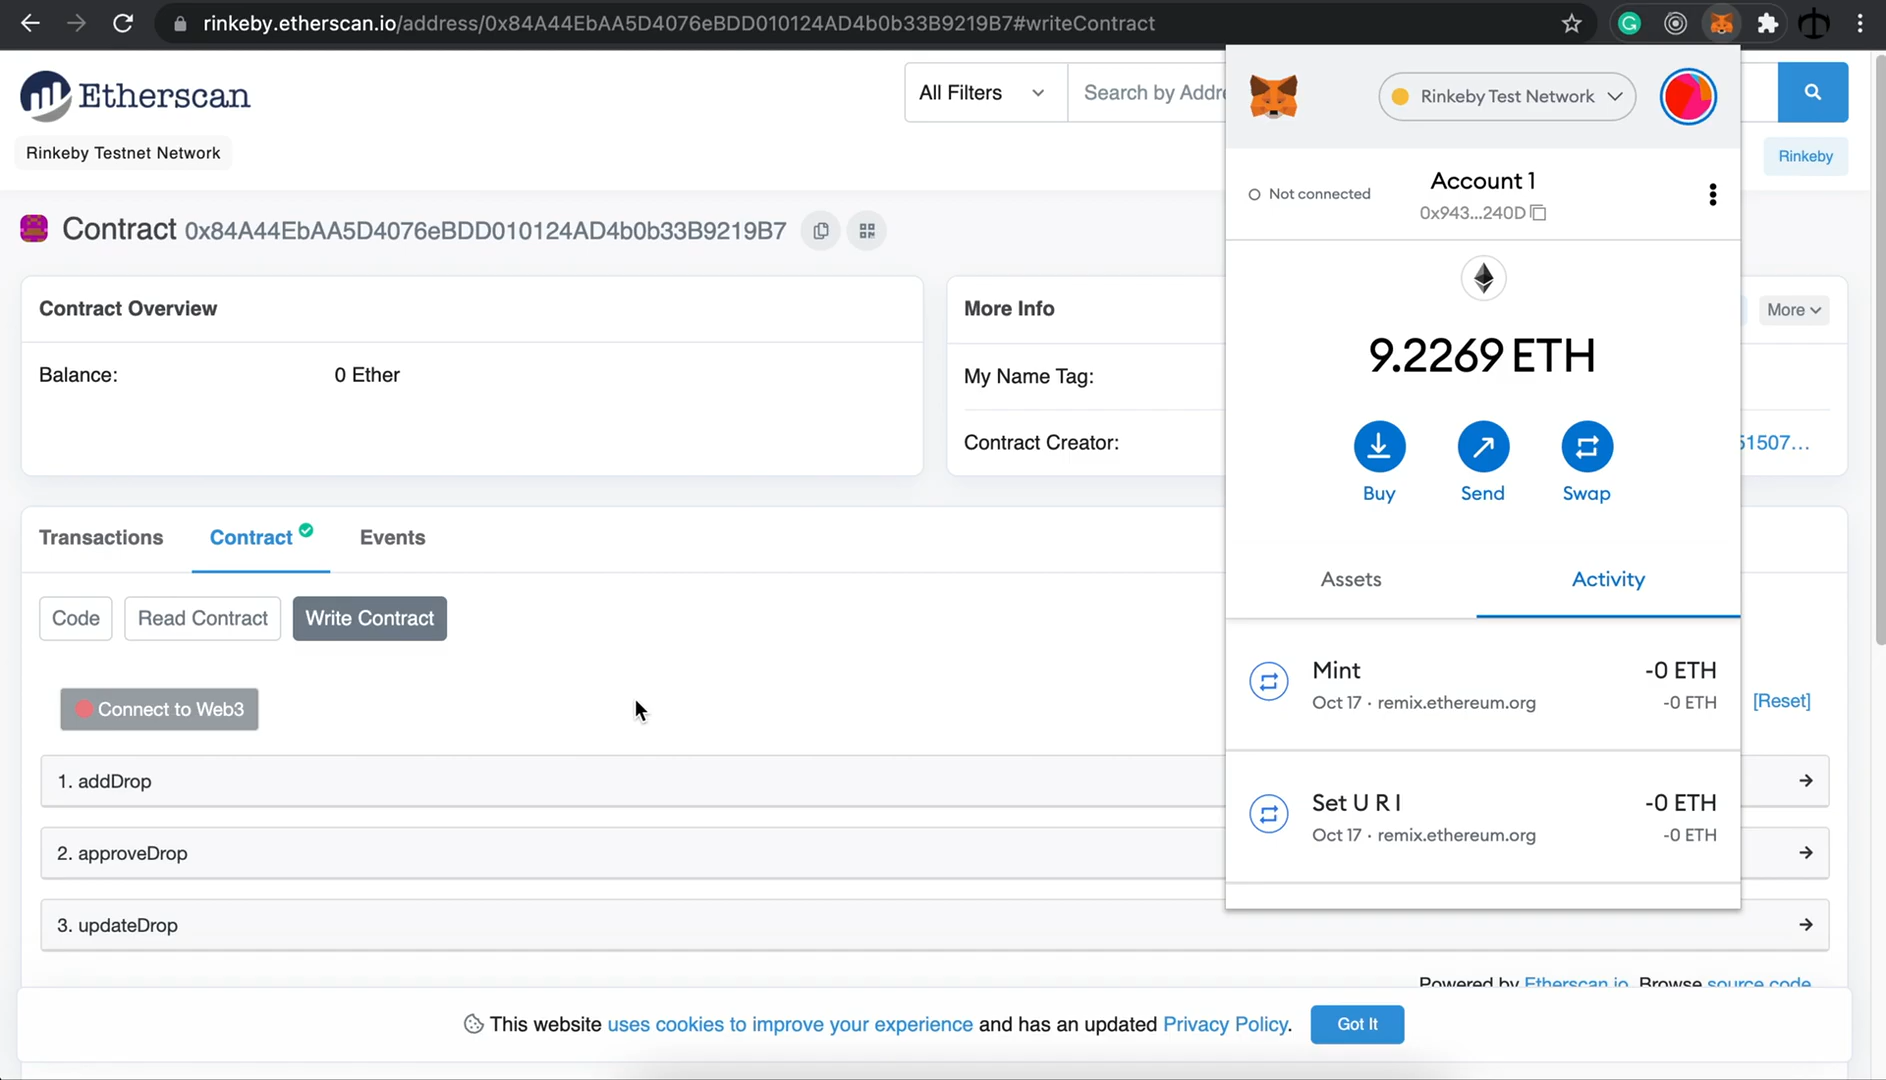 rinkeby.etherscan.io/address/0x84A44EbAA5D4076eBDD010124AD4b0b33B9219B7#writeContract
Etherscan
All Filters
Search by Addre
Rinkeby Testnet Network
Rinkeby
Rinkeby Test Network
Not connected
Account 1
0x943...240D
Contract 0x84A44EbAA5D4076eBDD010124AD4b0b33B9219B7
Contract Overview
More Info
More
Balance:
0 Ether
My Name Tag:
Contract Creator:
51507...
9.2269 ETH
Buy
Send
Swap
Assets
Activity
Transactions
Contract
Events
Code
Read Contract
Write Contract
Mint
-0 ETH
Oct 17 · remix.ethereum.org
-0 ETH
Connect to Web3
[Reset]
1. addDrop
Set U R I
-0 ETH
Oct 17 · remix.ethereum.org
-0 ETH
2. approveDrop
3. updateDrop
Powered by Etherscan.io. Browse source code
This website uses cookies to improve your experience and has an updated Privacy Policy.
Got It